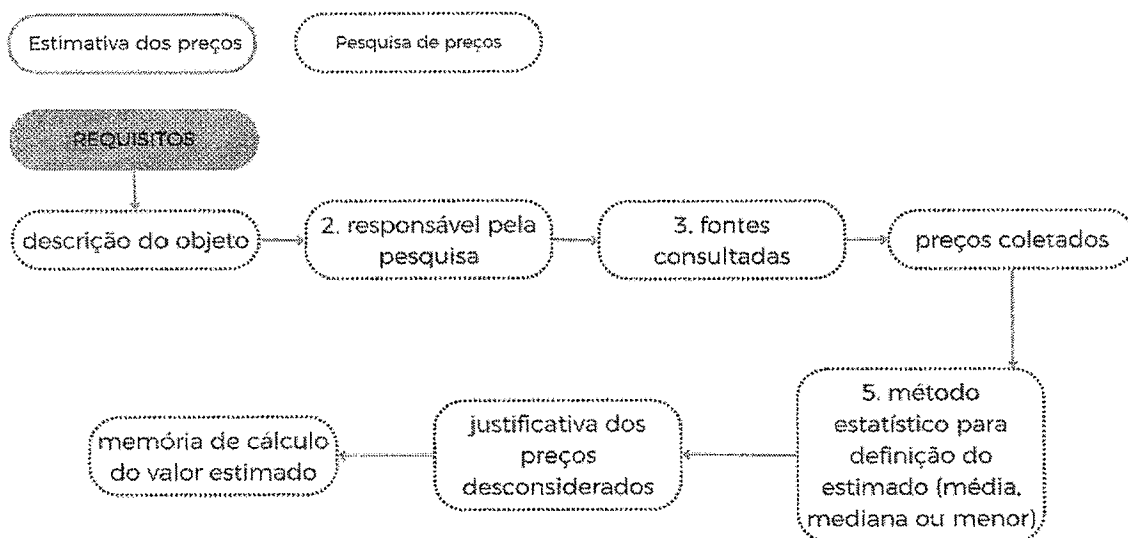 Estimativa dos preços
Pesquisa de preços
REQUISITOS
descrição do objeto
2. responsável pela
pesquisa
3. fontes
consultadas
preços coletados
5. método
estatístico para
definição do
estimado (média,
mediana ou menor)
justificativa dos
preços
desconsiderados
memória de cálculo
do valor estimado